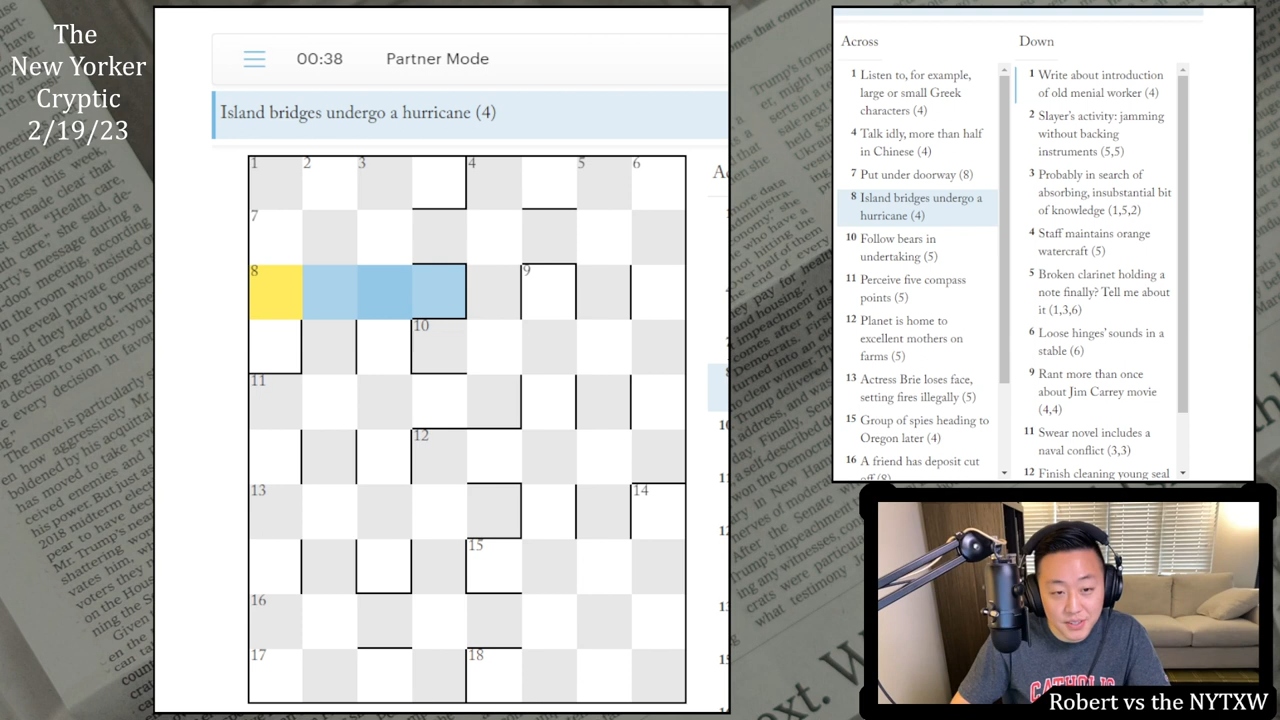 The
New Yorker
Cryptic
2/19/23
00:38
Partner Mode
Island bridges undergo a hurricane (4)
1
2
3
4
5
6
7
8
9
10
11
12
13
14
15
16
17
18
Across
1 Listen to, for example,
large or small Greek
characters (4)
4 Talk idly, more than half
in Chinese (4)
7 Put under doorway (8)
8 Island bridges undergo a
hurricane (4)
10 Follow bears in
undertaking (5)
11 Perceive five compass
points (5)
12 Planet is home to
excellent mothers on
farms (5)
13 Actress Brie loses face,
setting fires illegally (5)
15 Group of spies heading to
Oregon later (4)
16 A friend has deposit cut
off (8)
Down
1 Write about introduction
of old menial worker (4)
2 Slayer's activity: jamming
without backing
instruments (5,5)
3 Probably in search of
absorbing, insubstantial bit
of knowledge (1,5,2)
4 Staff maintains orange
watercraft (5)
5 Broken clarinet holding a
note finally? Tell me about
it (1,3,6)
6 Loose hinges' sounds in a
stable (6)
9 Rant more than once
about Jim Carrey movie
(4,4)
11 Swear novel includes a
naval conflict (3,3)
12 Finish cleaning young seal
CATHOLIC
Robert vs the NYTXW